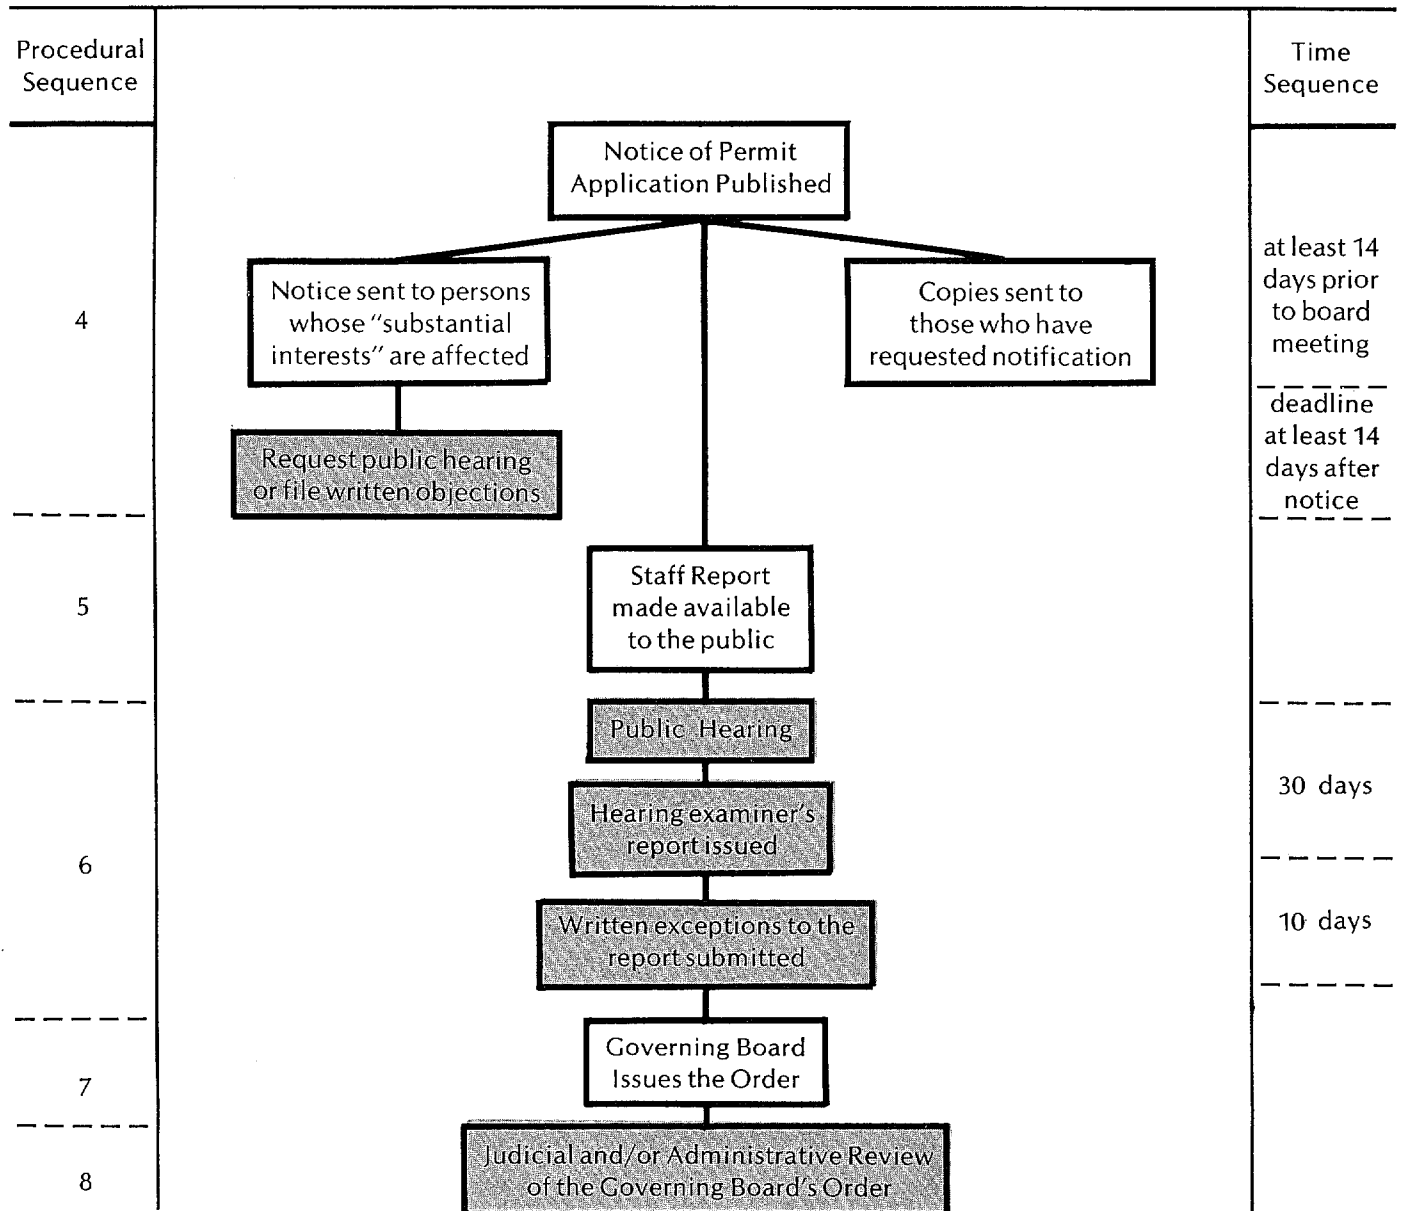 Procedural
Sequence
Time
Sequence
Notice of Permit
Application Published
4
Notice sent to persons
whose "substantial
interests" are affected
Copies sent to
those who have
requested notification
at least 14
days prior
to board
meeting
Request public hearing
or file written objections
deadline
at least 14
days after
notice
5
Staff Report
made available
to the public
6
Public Hearing
Hearing examiner's
report issued
30 days
Written exceptions to the
report submitted
10 days
7
Governing Board
Issues the Order
8
Judicial and/or Administrative Review
of the Governing Board's Order